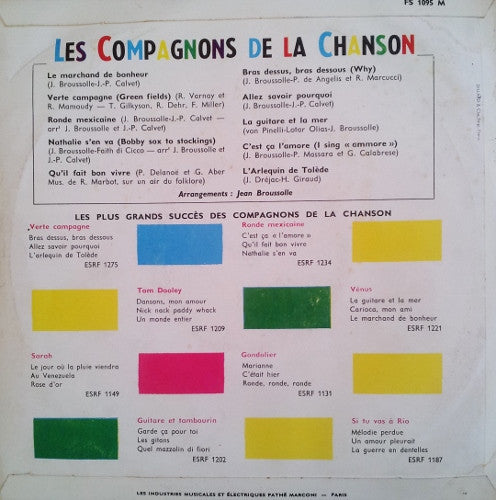 FS 1095 M
LES COMPAGNONS DE LA CHANSON
Le marchand de bonheur
(J. Broussolle-J.-P. Calvet)
Verte campagne (Green fields) (R. Varnay et
R. Mamoudy — T. Gilkyson, R. Dehr, F. Miller)
Ronde mexicaine (J. Broussolle-J.-P. Calvet —
arrt J. Broussolle et J.-P. Calvet)
Nathalie s'en va (Bobby sox to stockings)
(J. Broussolle-Faith di Cicco — arrt J. Broussolle et
J.-P. Calvet)
Qu'il fait bon vivre (P. Delanoë et G. Aber
Mus. de R. Marbot, sur un air du folklore)
Bras dessus, bras dessous (Why)
(J. Broussolle-P. de Angelis et R. Marcucci)
Allez savoir pourquoi
(J. Broussolle-J.-P. Calvet)
La guitare et la mer
(von Pinelli-Lotar Olias-J. Broussolle)
C'est ça l'amore (I sing « ammore »)
(J. Broussolle-P. Massara et G. Calabrese)
L'Arlequin de Tolède
(J. Dréjac-H. Giraud)
Arrangements : Jean Broussolle
LES PLUS GRANDS SUCCÈS DES COMPAGNONS DE LA CHANSON
Verte campagne
Bras dessus, bras dessous
Allez savoir pourquoi
L'arlequin de Tolède
ESRF 1275
Ronde mexicaine
C'est ça « l'amore »
Qu'il fait bon vivre
Nathalie s'en va
ESRF 1234
Tom Dooley
Dansons, mon amour
Nick nack paddy whack
Un monde entier
ESRF 1209
Vénus
La guitare et la mer
Carioca, mon ami
Le marchand de bonheur
ESRF 1221
Sarah
Le jour où la pluie viendra
Au Venezuela
Rose d'or
ESRF 1149
Gondolier
Marianne
C'était hier
Ronde, ronde, ronde
ESRF 1131
Guitare et tambourin
Garde ça pour toi
Les gitans
Quel mazzolin di fiori
ESRF 1202
Si tu vas à Rio
Mélodie perdue
Un amour pleurait
La guerre en dentelles
ESRF 1187
LES INDUSTRIES MUSICALES ET ÉLECTRIQUES PATHÉ MARCONI — PARIS